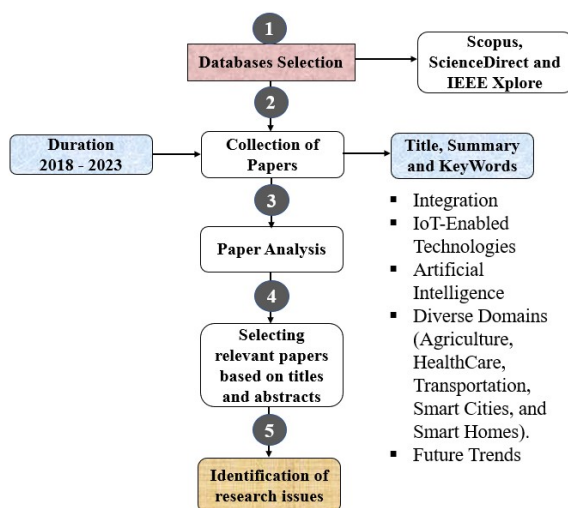 1
Databases Selection
Scopus,
ScienceDirect and
IEEE Xplore
2
Duration
2018 - 2023
Collection of
Papers
Title, Summary
and KeyWords
3
Paper Analysis
4
Selecting
relevant papers
based on titles
and abstracts
5
Identification of
research issues
▪ Integration
▪ IoT-Enabled
Technologies
▪ Artificial
Intelligence
▪ Diverse Domains
(Agriculture,
HealthCare,
Transportation,
Smart Cities, and
Smart Homes).
▪ Future Trends